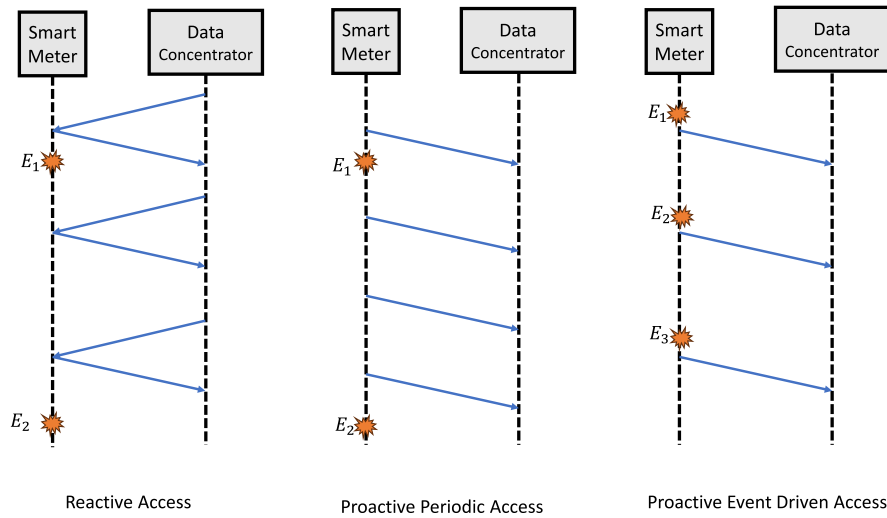 Smart
Meter
Data
Concentrator
E₁
E₂
Reactive Access
Smart
Meter
Data
Concentrator
E₁
E₂
Proactive Periodic Access
Smart
Meter
Data
Concentrator
E₁
E₂
E₃
Proactive Event Driven Access